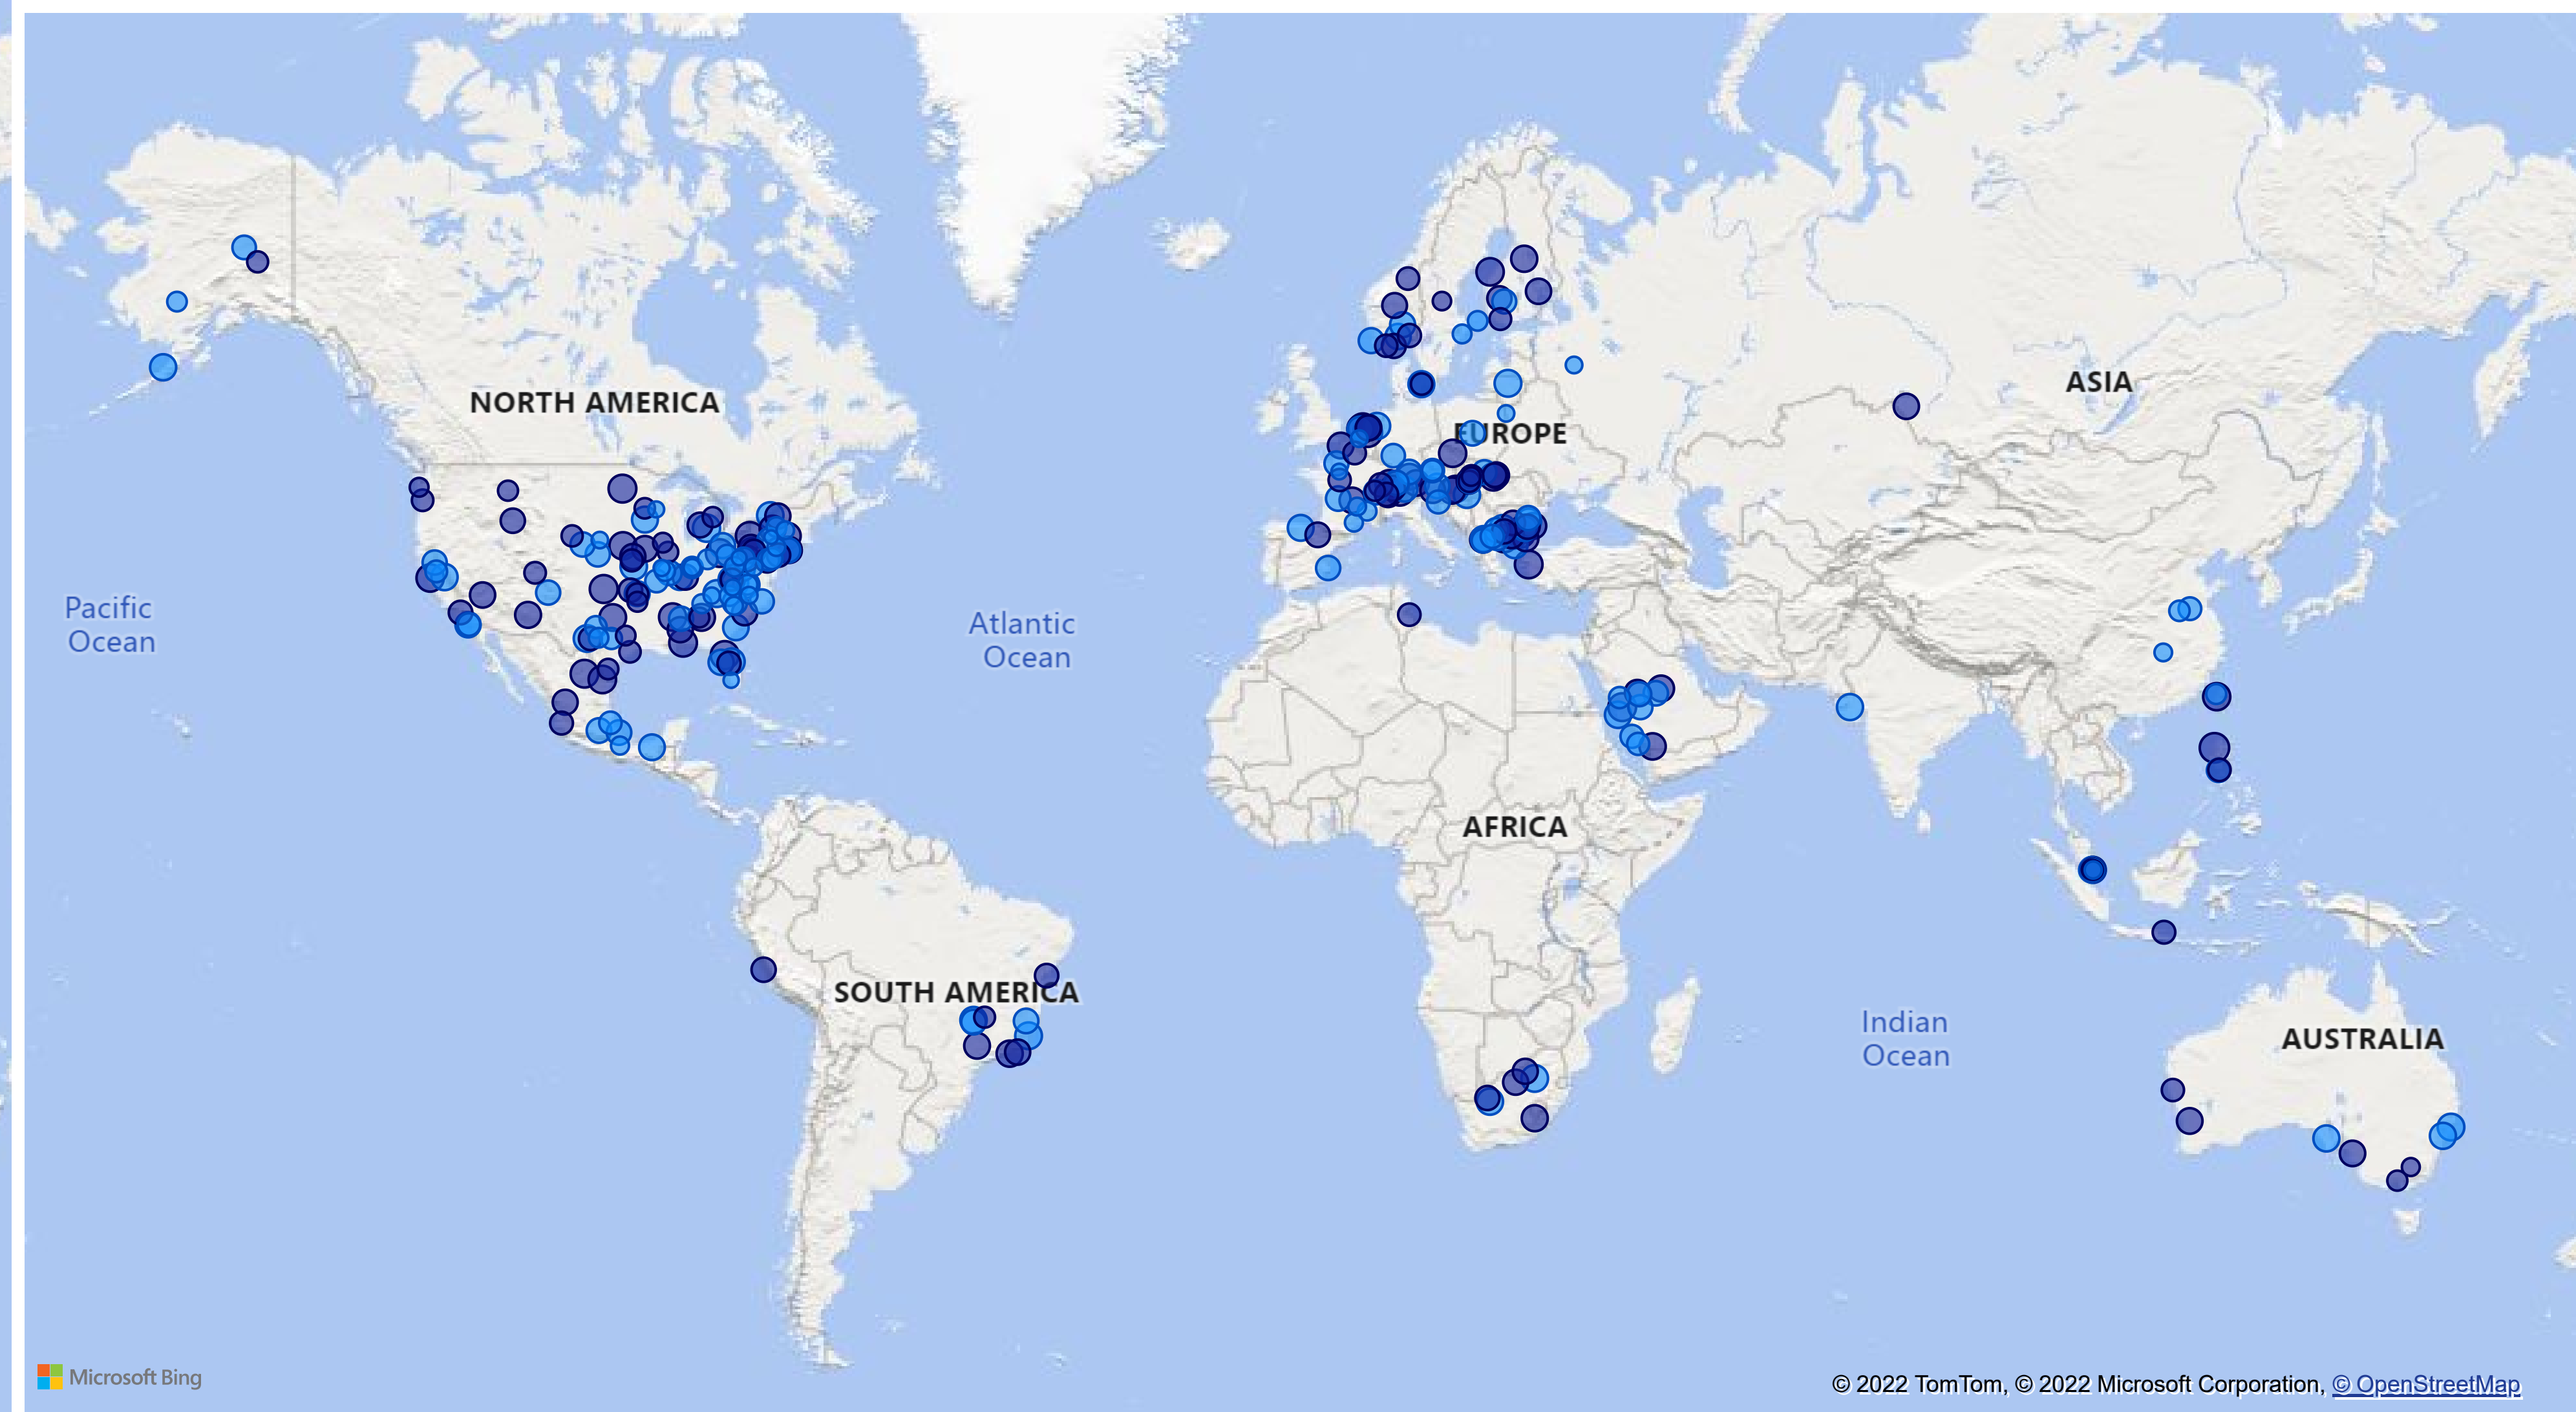 NORTH AMERICA
ASIA
EUROPE
Pacific
Ocean
Atlantic
Ocean
AFRICA
SOUTH AMERICA
Indian
Ocean
AUSTRALIA
Microsoft Bing
© 2022 TomTom, © 2022 Microsoft Corporation, © OpenStreetMap